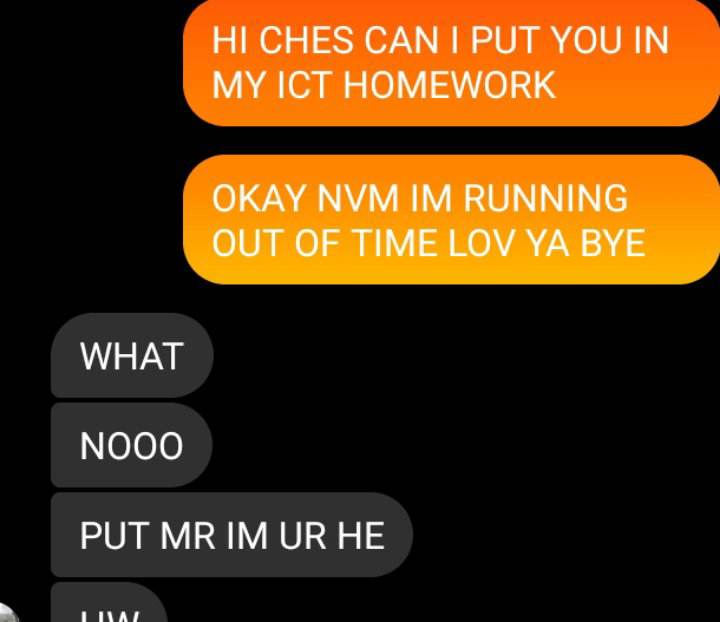 HI CHES CAN I PUT YOU IN
MY ICT HOMEWORK
OKAY NVM IM RUNNING
OUT OF TIME LOV YA BYE
WHAT
NOOO
PUT MR IM UR HE
HW